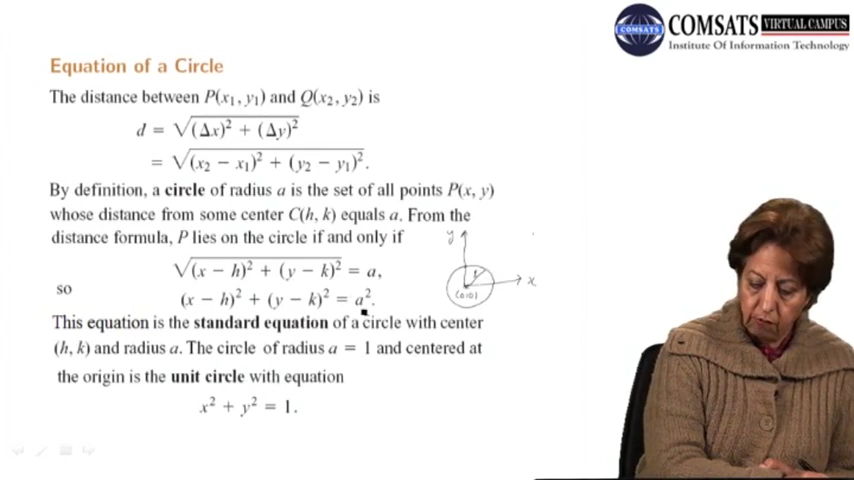 COMSATS
COMSATS VIRTUAL CAMPUS
Institute Of Information Technology
Equation of a Circle
The distance between P(x₁, y₁) and Q(x₂, y₂) is
d = √(Δx)² + (Δy)²
= √(x₂ − x₁)² + (y₂ − y₁)².
By definition, a circle of radius a is the set of all points P(x, y)
whose distance from some center C(h, k) equals a. From the
distance formula, P lies on the circle if and only if
√(x − h)² + (y − k)² = a,
so
(x − h)² + (y − k)² = a².
This equation is the standard equation of a circle with center
(h, k) and radius a. The circle of radius a = 1 and centered at
the origin is the unit circle with equation
x² + y² = 1.
y
x
(0,0)